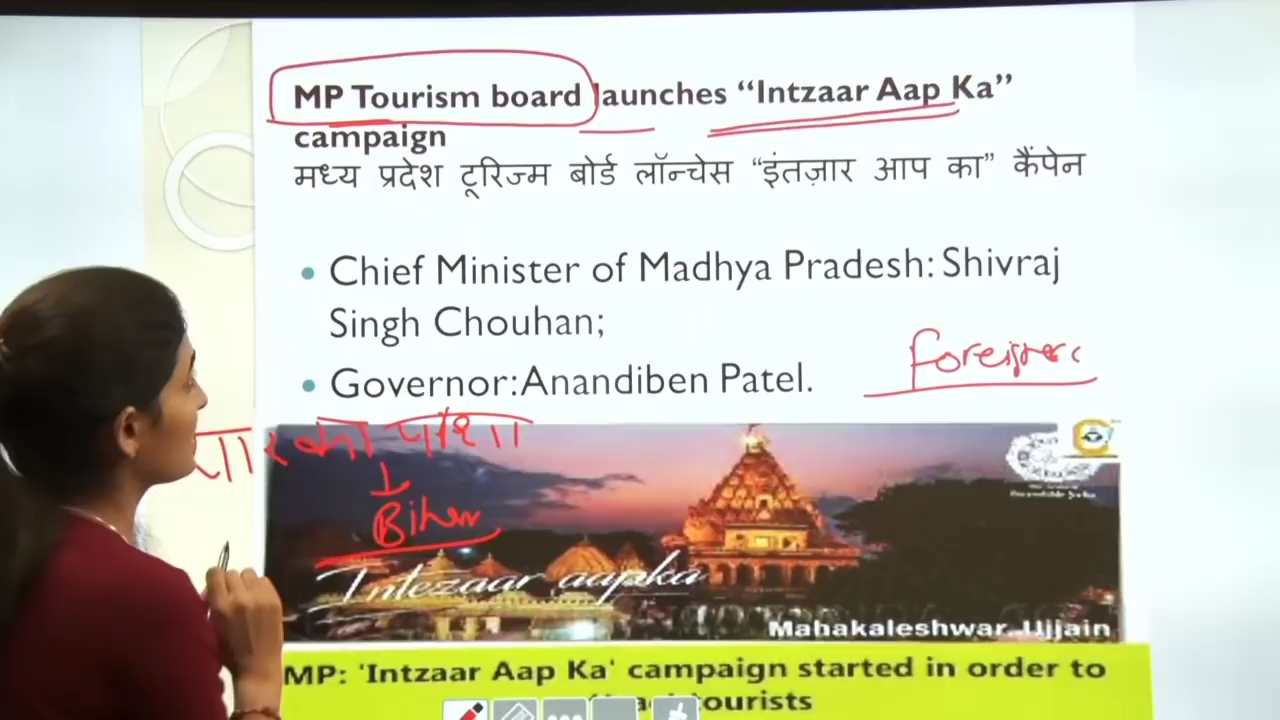 MP Tourism board launches “Intzaar Aap Ka”
campaign
मध्य प्रदेश टूरिज्म बोर्ड लॉन्चेस “इंतज़ार आप का” कैंपेन
• Chief Minister of Madhya Pradesh: Shivraj
Singh Chouhan;
• Governor: Anandiben Patel.
Intezaar aapka
Mahakaleshwar, Ujjain
MP: 'Intzaar Aap Ka' campaign started in order to
tourists